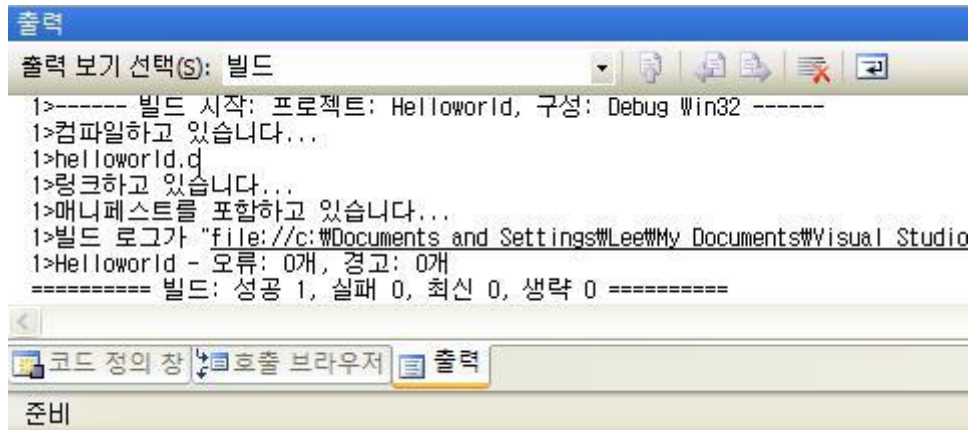 출력
출력 보기 선택(S): 빌드
1>------ 빌드 시작: 프로젝트: Helloworld, 구성: Debug Win32 ------
1>컴파일하고 있습니다...
1>helloworld.c
1>링크하고 있습니다...
1>매니페스트를 포함하고 있습니다...
1>빌드 로그가 "file://c:₩Documents and Settings₩Lee₩My Documents₩Visual Studio
1>Helloworld - 오류: 0개, 경고: 0개
========== 빌드: 성공 1, 실패 0, 최신 0, 생략 0 ==========
코드 정의 창 호출 브라우저 출력
준비